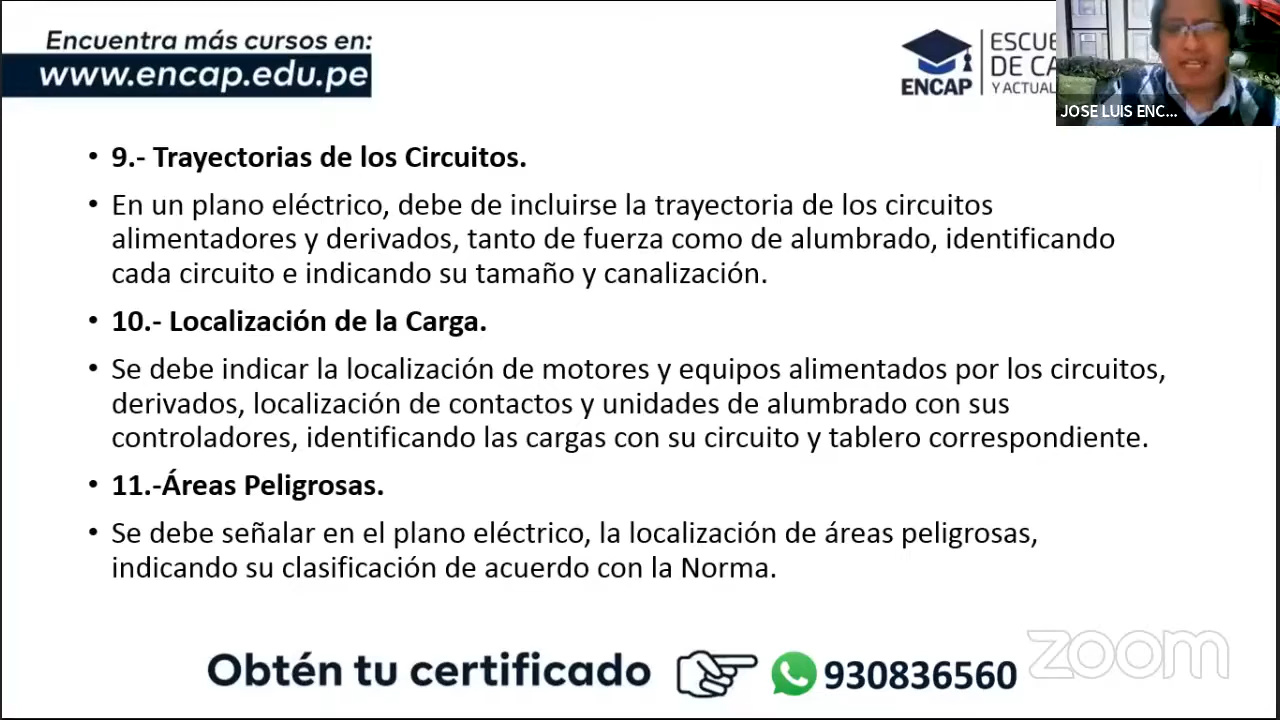 Encuentra más cursos en:
www.encap.edu.pe
ENCAP
ESCUE
DE CA
Y ACTUAL
JOSE LUIS ENC...
• 9.- Trayectorias de los Circuitos.
• En un plano eléctrico, debe de incluirse la trayectoria de los circuitos
alimentadores y derivados, tanto de fuerza como de alumbrado, identificando
cada circuito e indicando su tamaño y canalización.
• 10.- Localización de la Carga.
• Se debe indicar la localización de motores y equipos alimentados por los circuitos,
derivados, localización de contactos y unidades de alumbrado con sus
controladores, identificando las cargas con su circuito y tablero correspondiente.
• 11.-Áreas Peligrosas.
• Se debe señalar en el plano eléctrico, la localización de áreas peligrosas,
indicando su clasificación de acuerdo con la Norma.
Obtén tu certificado
930836560
zoom